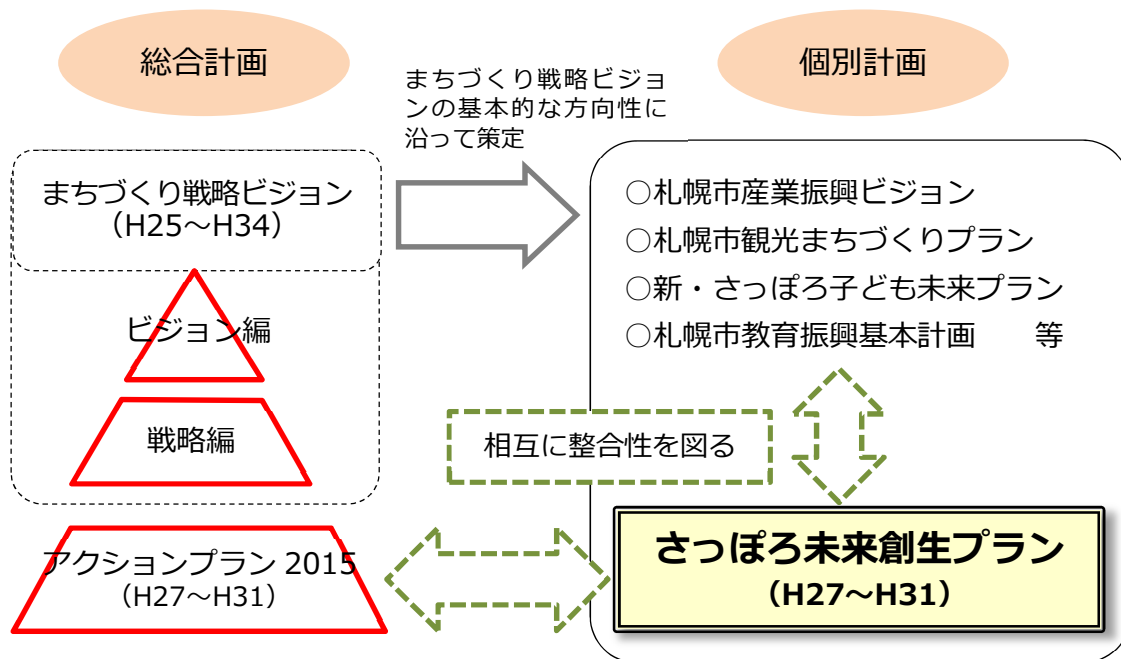 総合計画
個別計画
まちづくり戦略ビジョ
ンの基本的な方向性に
沿って策定
まちづくり戦略ビジョン
（H25～H34）
ビジョン編
戦略編
アクションプラン 2015
（H27～H31）
○札幌市産業振興ビジョン
○札幌市観光まちづくりプラン
○新・さっぽろ子ども未来プラン
○札幌市教育振興基本計画　　等
相互に整合性を図る
さっぽろ未来創生プラン
（H27～H31）